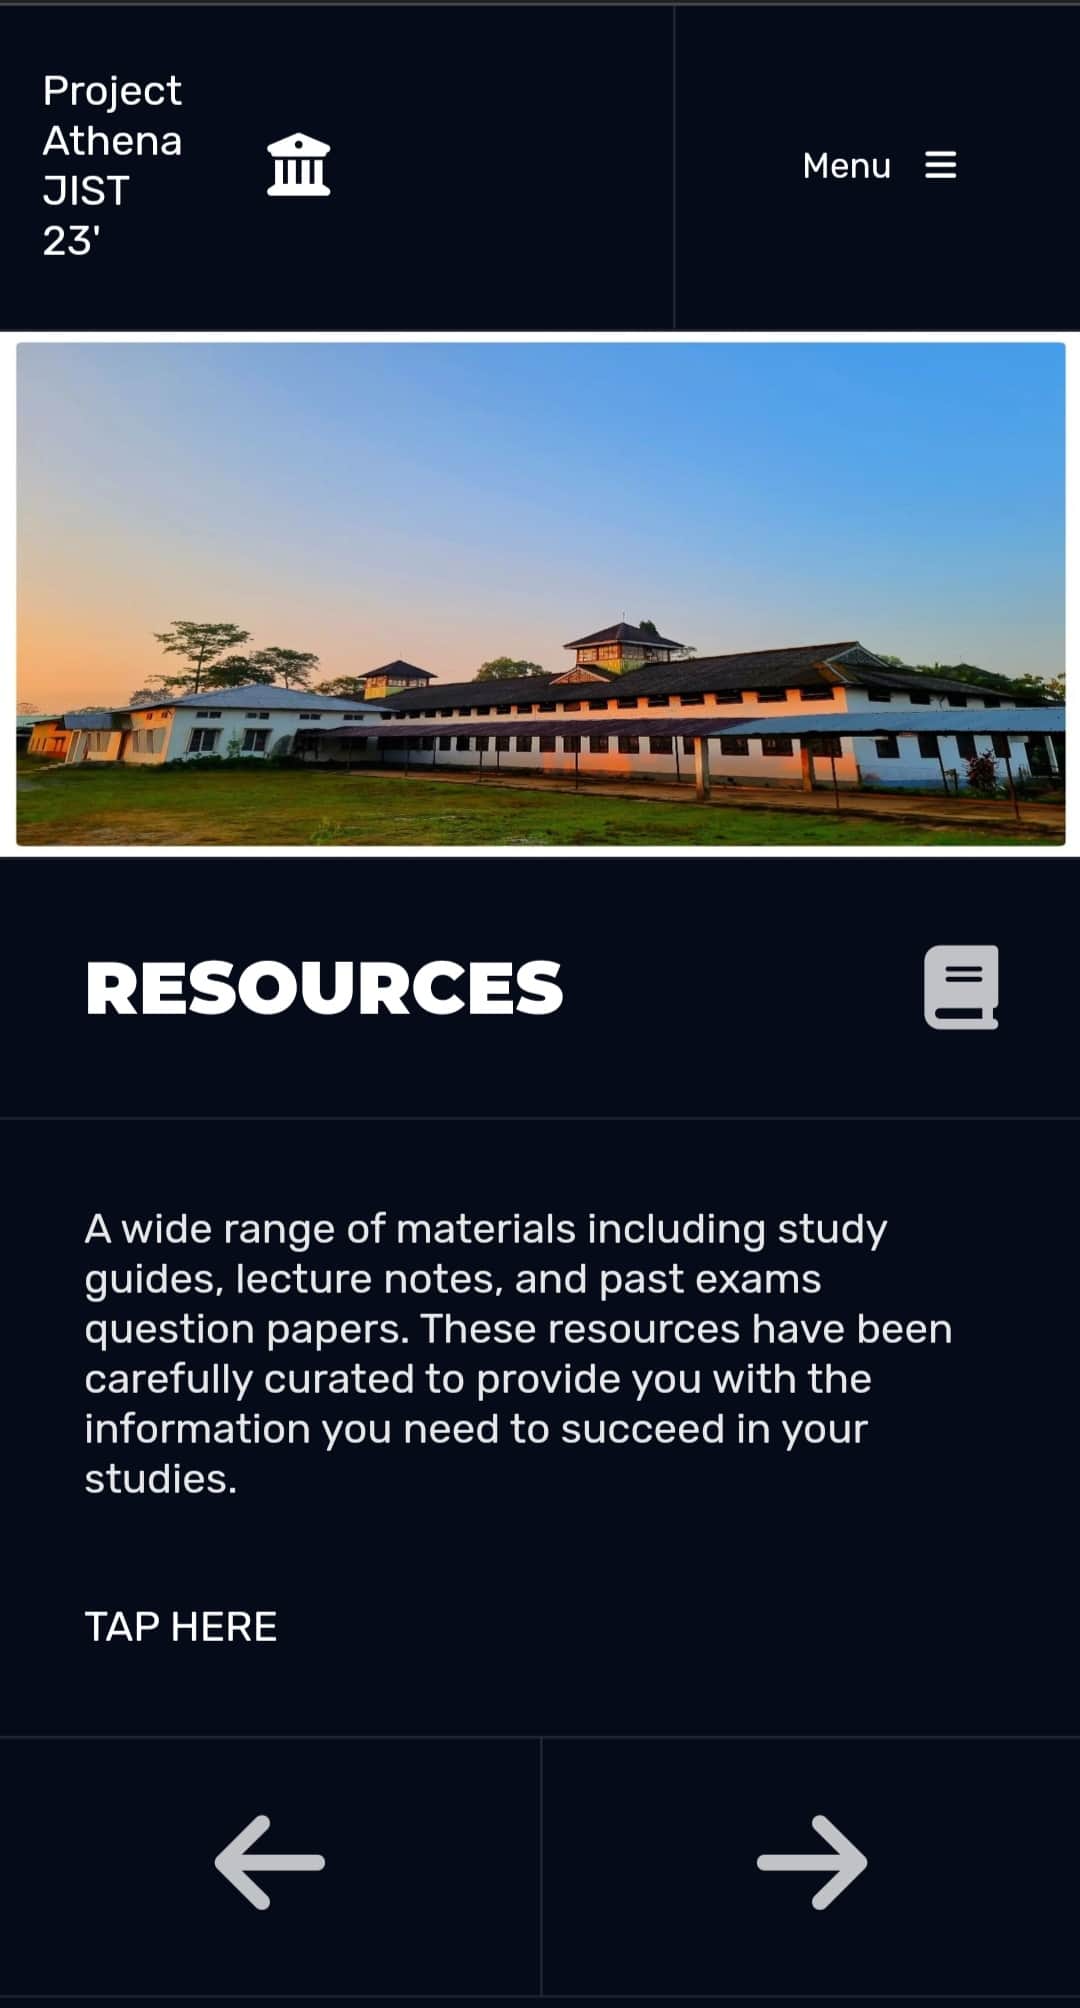 Project
Athena
JIST
23'
Menu
RESOURCES
A wide range of materials including study
guides, lecture notes, and past exams
question papers. These resources have been
carefully curated to provide you with the
information you need to succeed in your
studies.
TAP HERE